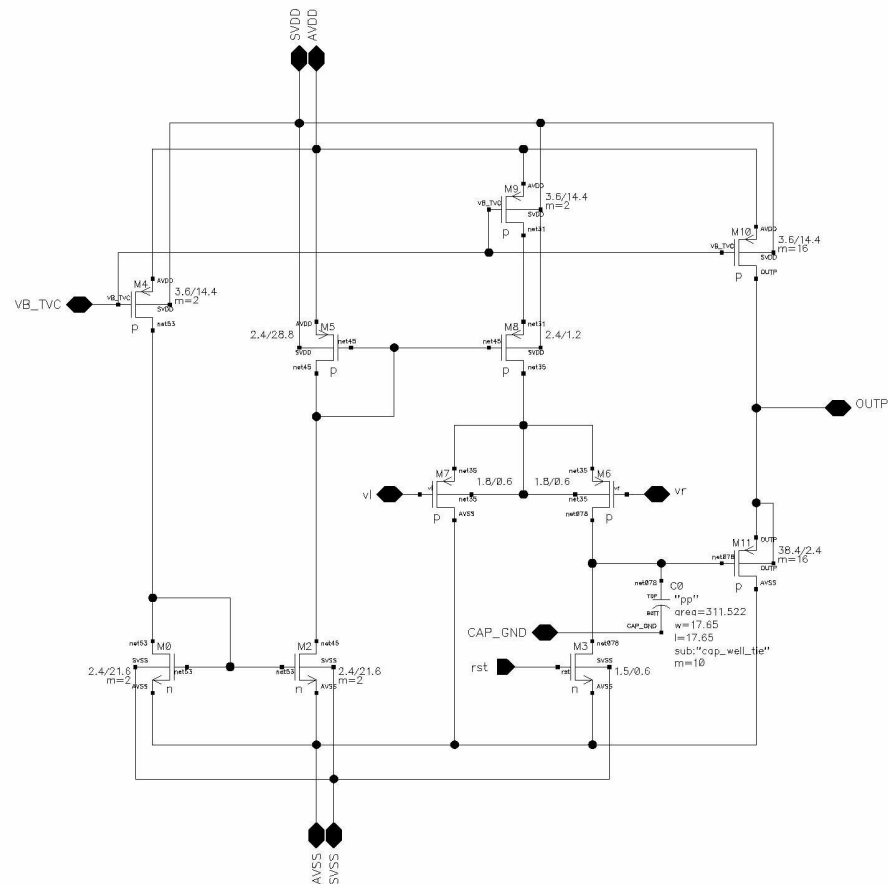 SVDD
AVDD
AVDD
M9
3.6/14.4
m=2
VB_TVC
SVDD
p
net31
AVDD
M10
3.6/14.4
m=16
VB_TVC
SVDD
p
OUTP
AVDD
M4
3.6/14.4
m=2
VB_TVC
VB_TVC
SVDD
p
net53
AVDD
M5
2.4/28.8
net45
SVDD
p
net45
net31
M8
2.4/1.2
net45
SVDD
p
net35
OUTP
net35
M7
1.8/0.6
vl
vl
net35
p
AVSS
net35
M6
1.8/0.6
vr
vr
net35
p
net078
OUTP
M11
38.4/2.4
m=16
net078
OUTP
p
AVSS
net078
C0
TOP
"pp"
BOTT
area=311.522
w=17.65
CAP_GND
CAP_GND
l=17.65
sub:"cap_well_tie"
m=10
net53
M0
SVSS
2.4/21.6
m=2
net53
n
AVSS
net45
M2
SVSS
2.4/21.6
m=2
net53
n
AVSS
net078
M3
SVSS
1.5/0.6
rst
rst
n
AVSS
AVSS
SVSS